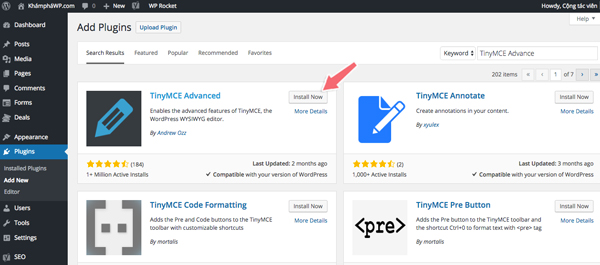 KhámpháWP.com 0 + New WP Rocket Howdy, Cộng tác viên
Help
Dashboard
Posts
Media
Pages
Comments
Forms
Deals
Appearance
Plugins
Installed Plugins
Add New
Editor
Users
Tools
Settings
SEO
Add Plugins Upload Plugin
Search Results Featured Popular Recommended Favorites Keyword TinyMCE Advance
202 items « ‹ 1 of 7 › »
TinyMCE Advanced
Install Now
More Details
Enables the advanced features of TinyMCE, the
WordPress WYSIWYG editor.
By Andrew Ozz
(184)
1+ Million Active Installs
Last Updated: 2 months ago
Compatible with your version of WordPress
TinyMCE Annotate
Install Now
More Details
Create annotations in your content.
By xyulex
(2)
1,000+ Active Installs
Last Updated: 3 months ago
Compatible with your version of WordPress
TinyMCE Code Formatting
Install Now
More Details
Adds the Pre and Code buttons to the TinyMCE
toolbar with customizable shortcuts
By mortalis
<pre>
TinyMCE Pre Button
Install Now
More Details
Adds the Pre button to the TinyMCE toolbar and
the shortcut Ctrl+0 to format text with <pre> tag
By mortalis